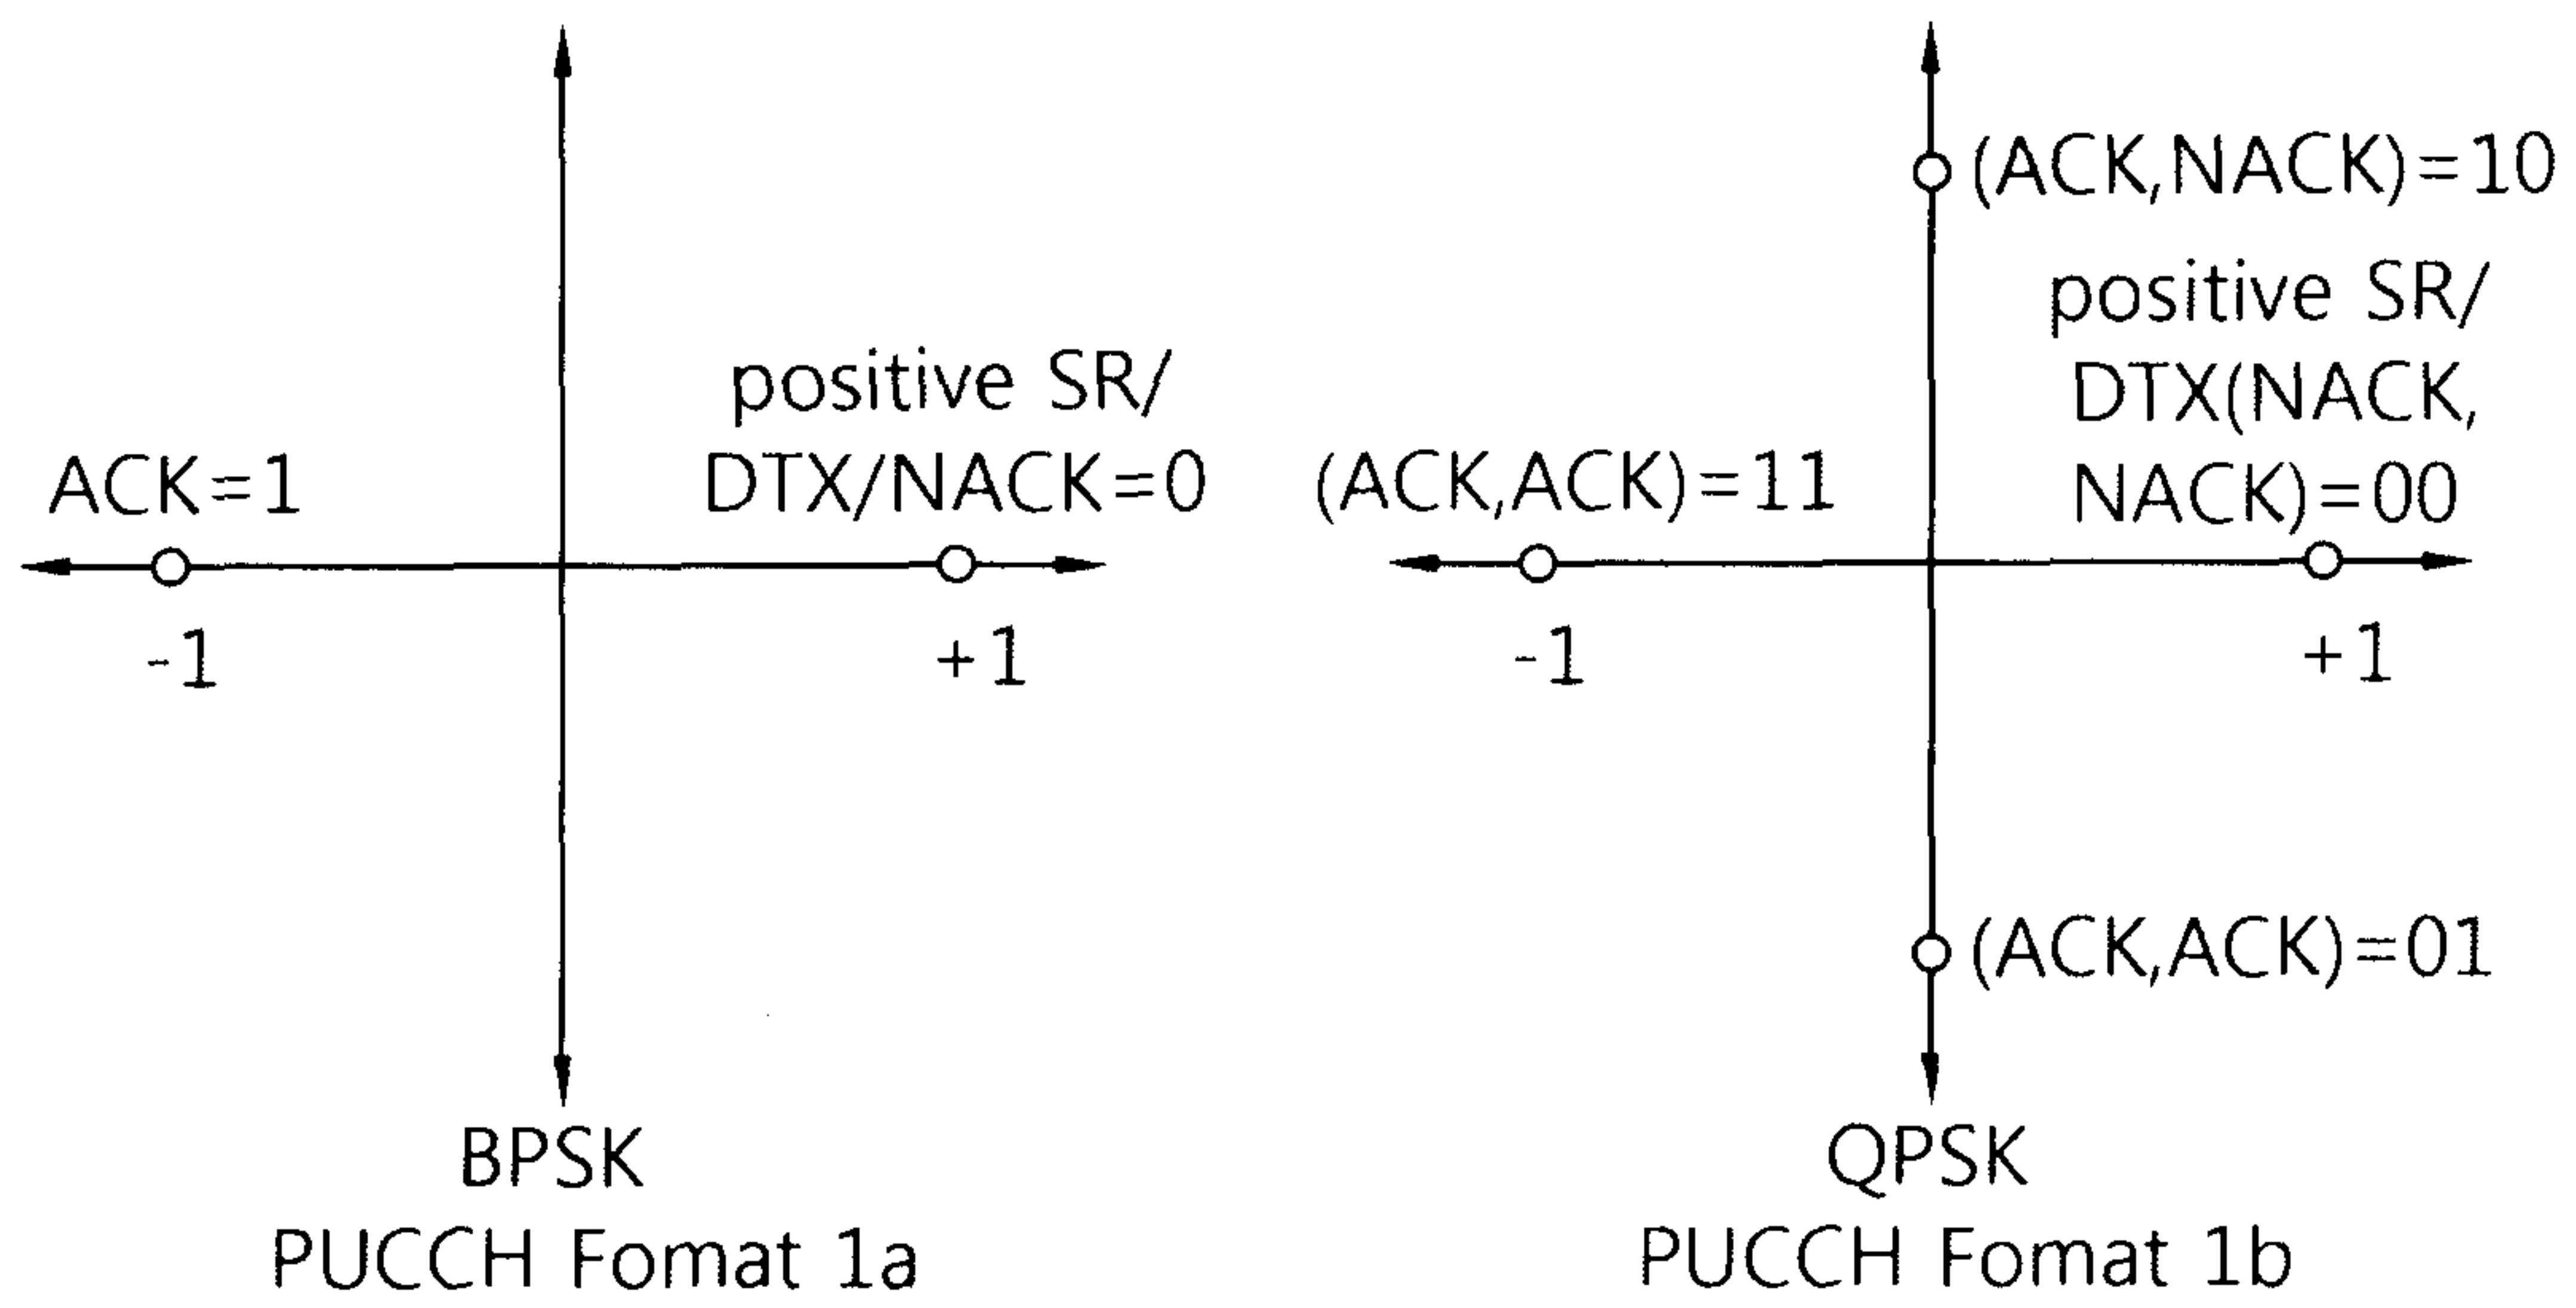 ACK=1
positive SR/
DTX/NACK=0
-1
+1
BPSK
PUCCH Fomat 1a
(ACK,NACK)=10
positive SR/
DTX(NACK,
NACK)=00
(ACK,ACK)=11
-1
+1
(ACK,ACK)=01
QPSK
PUCCH Fomat 1b